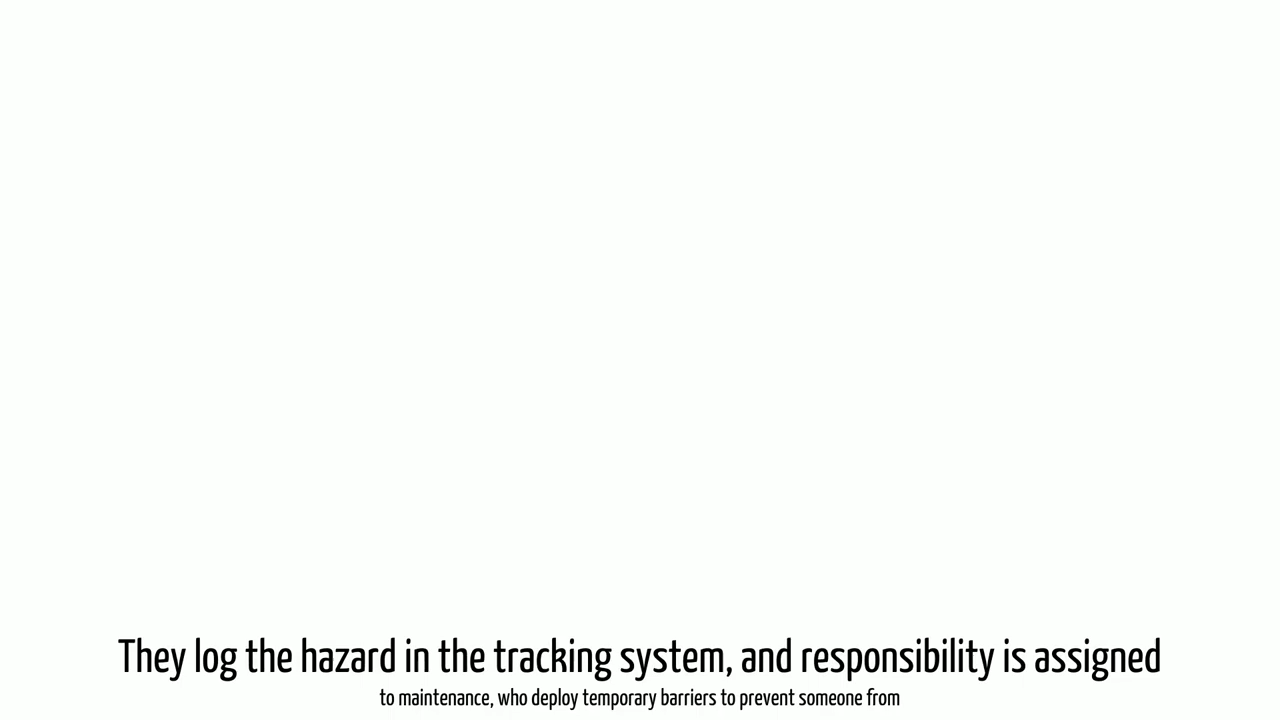 They log the hazard in the tracking system, and responsibility is assigned
to maintenance, who deploy temporary barriers to prevent someone from